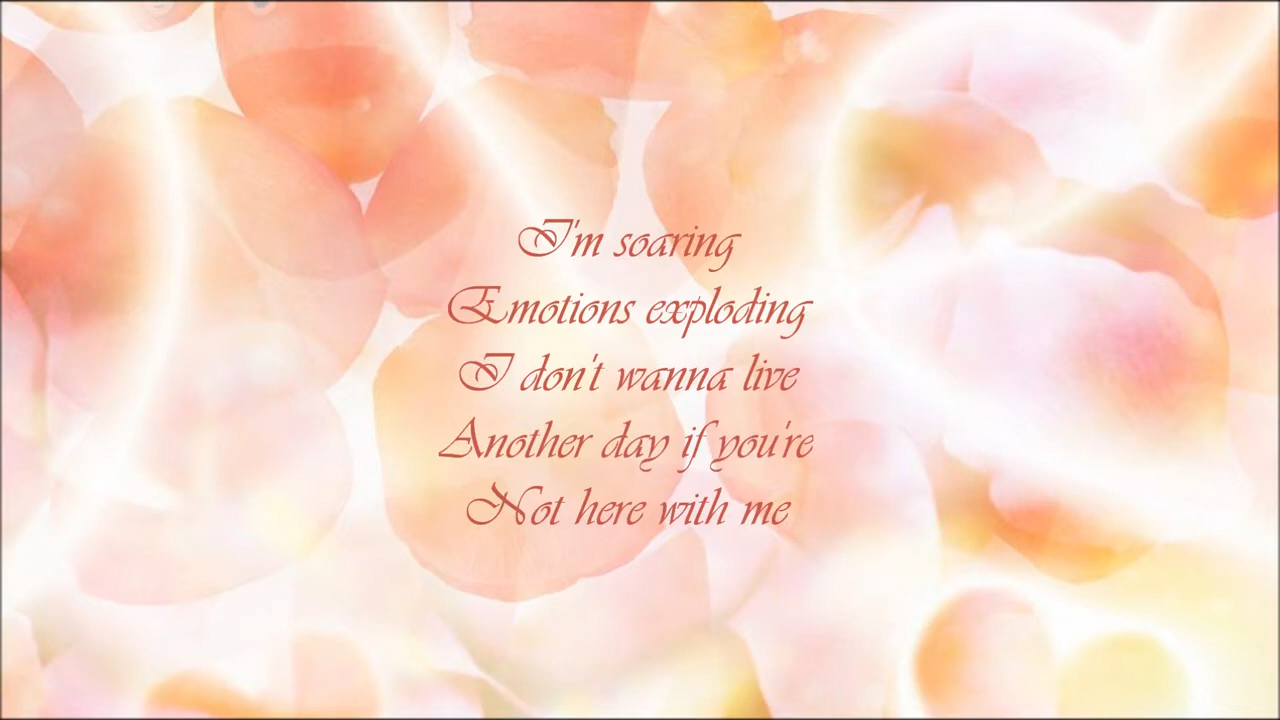 I'm soaring
Emotions exploding
I don't wanna live
Another day if you're
Not here with me